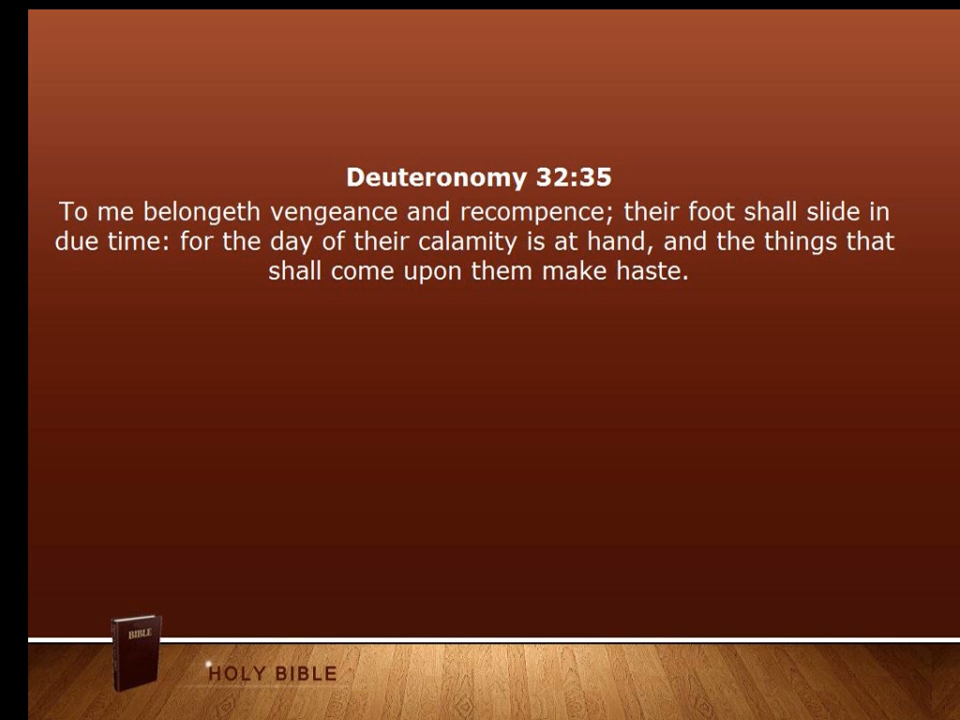 Deuteronomy 32:35
To me belongeth vengeance and recompence; their foot shall slide in
due time: for the day of their calamity is at hand, and the things that
shall come upon them make haste.
BIBLE
HOLY BIBLE